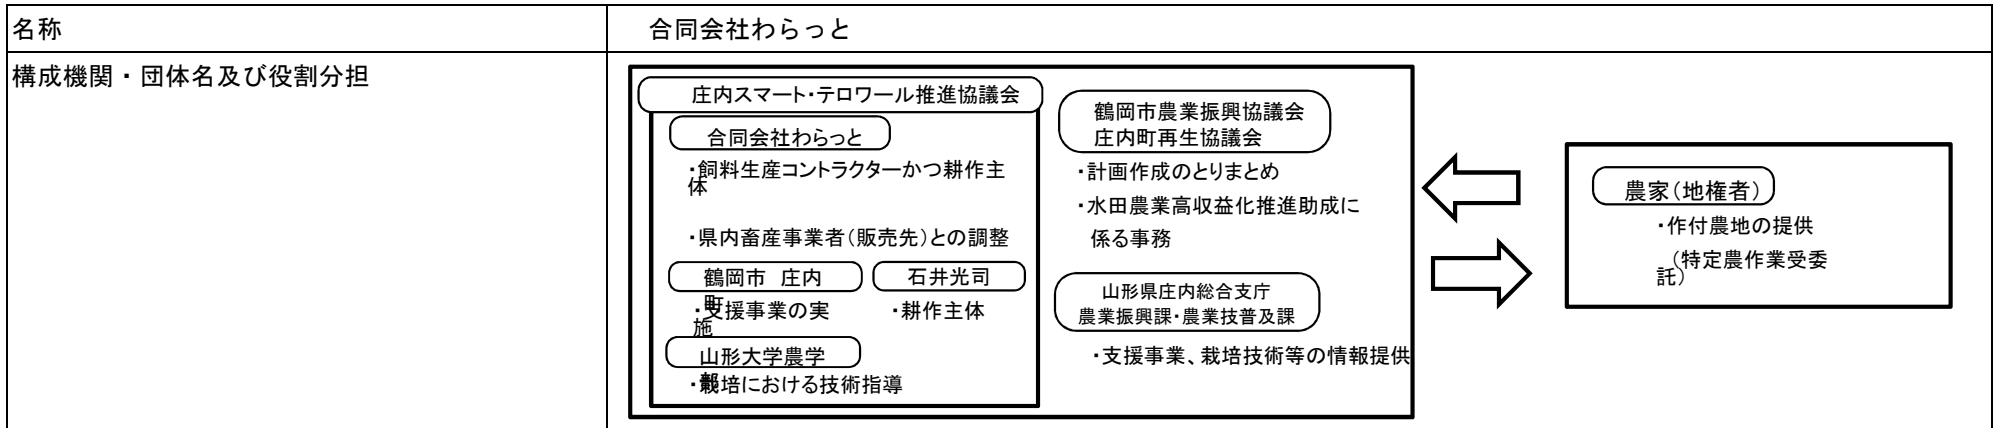 名称
合同会社わらっと
構成機関・団体名及び役割分担
庄内スマート・テロワール推進協議会
合同会社わらっと
・飼料生産コントラクターかつ耕作主
体
・県内畜産事業者(販売先)との調整
鶴岡市 庄内
町
・支援事業の実
施
石井光司
・耕作主体
山形大学農学
部
・栽培における技術指導
鶴岡市農業振興協議会
庄内町再生協議会
・計画作成のとりまとめ
・水田農業高収益化推進助成に
係る事務
山形県庄内総合支庁
農業振興課・農業技普及課
・支援事業、栽培技術等の情報提供
農家(地権者)
・作付農地の提供
(特定農作業受委
託)